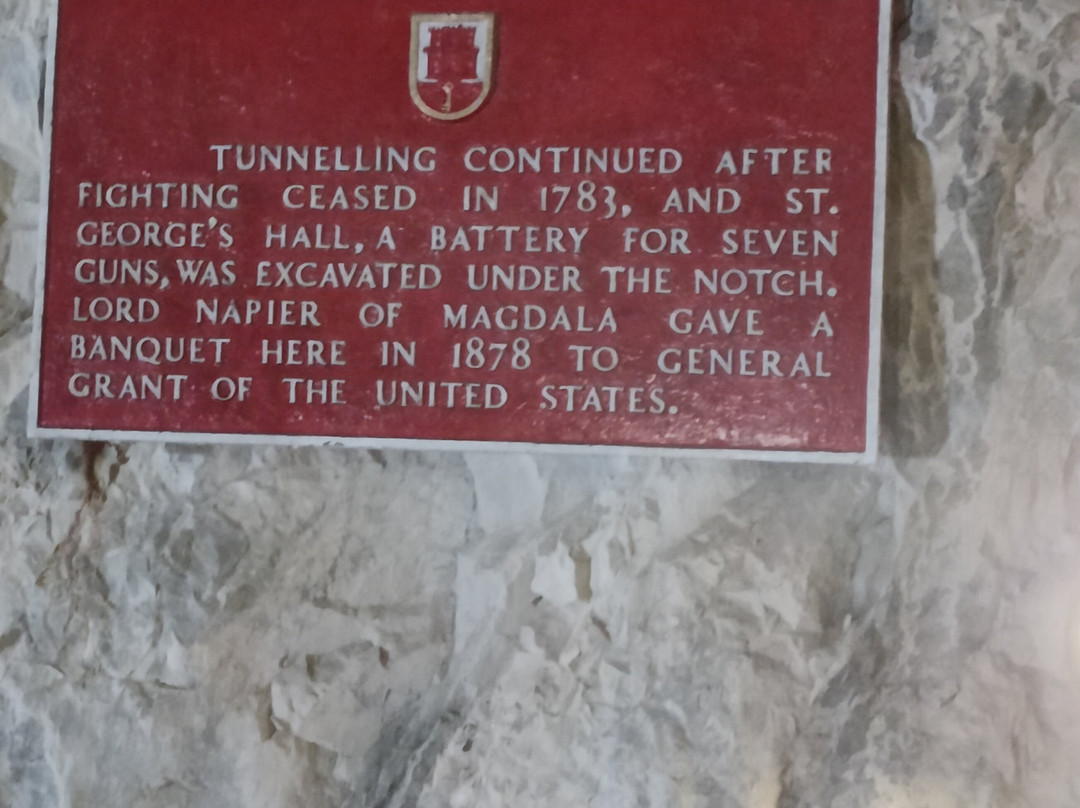 TUNNELLING CONTINUED AFTER
FIGHTING CEASED IN 1783, AND ST.
GEORGE'S HALL, A BATTERY FOR SEVEN
GUNS, WAS EXCAVATED UNDER THE NOTCH.
LORD NAPIER OF MAGDALA GAVE A
BANQUET HERE IN 1878 TO GENERAL
GRANT OF THE UNITED STATES.